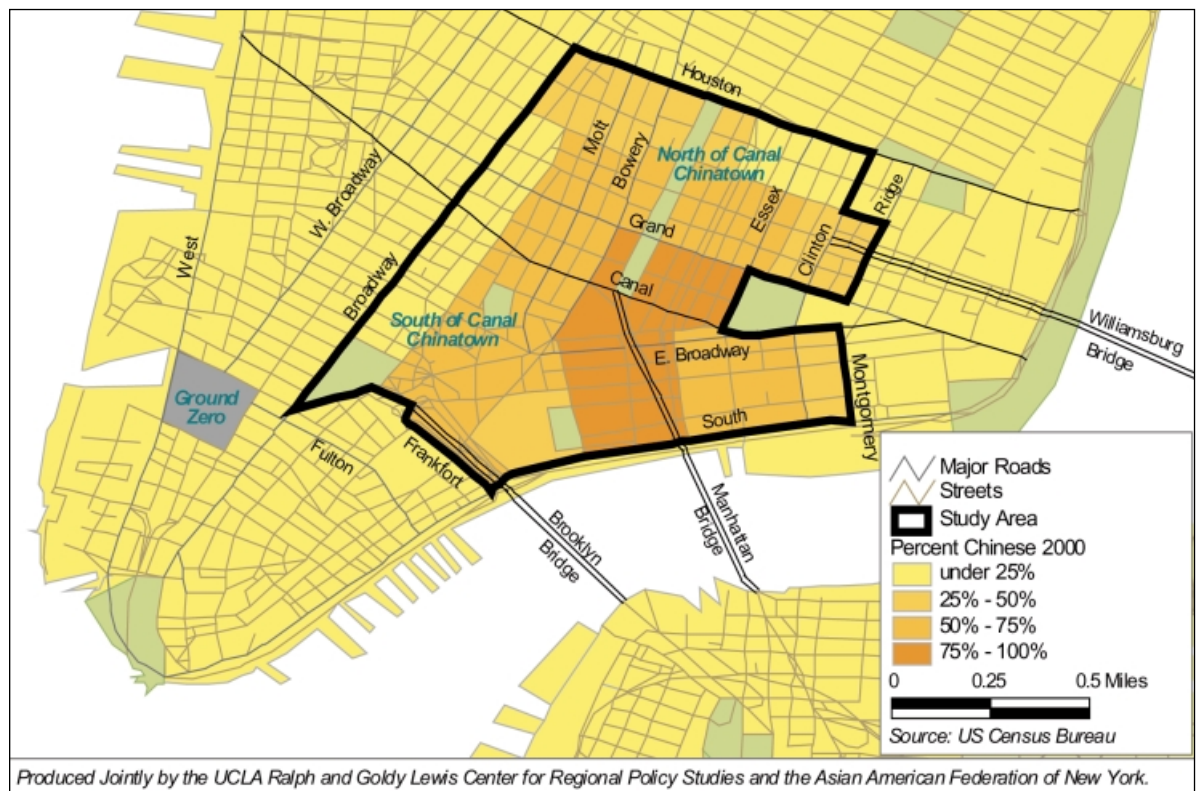 Houston
Mott
Bowery
North of Canal
Chinatown
W. Broadway
Ridge
Essex
Grand
Clinton
West
Broadway
Canal
South of Canal
Chinatown
Williamsburg
Bridge
E. Broadway
Montgomery
Ground
Zero
South
Fulton
Frankfort
Brooklyn
Bridge
Manhattan
Bridge
Major Roads
Streets
Study Area
Percent Chinese 2000
under 25%
25% - 50%
50% - 75%
75% - 100%
0 0.25 0.5 Miles
Source: US Census Bureau
Produced Jointly by the UCLA Ralph and Goldy Lewis Center for Regional Policy Studies and the Asian American Federation of New York.